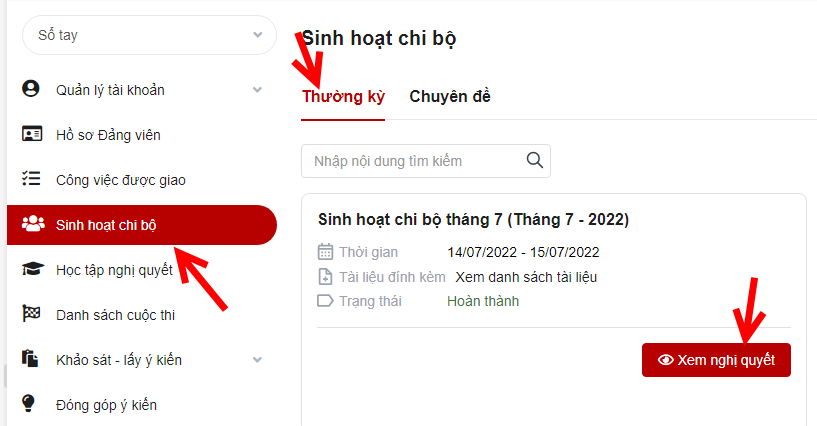 Sổ tay
Quản lý tài khoản
Hồ sơ Đảng viên
Công việc được giao
Sinh hoạt chi bộ
Học tập nghị quyết
Danh sách cuộc thi
Khảo sát - lấy ý kiến
Đóng góp ý kiến
Sinh hoạt chi bộ
Thường kỳ Chuyên đề
Nhập nội dung tìm kiếm
Sinh hoạt chi bộ tháng 7 (Tháng 7 - 2022)
Thời gian 14/07/2022 - 15/07/2022
Tài liệu đính kèm Xem danh sách tài liệu
Trạng thái Hoàn thành
Xem nghị quyết